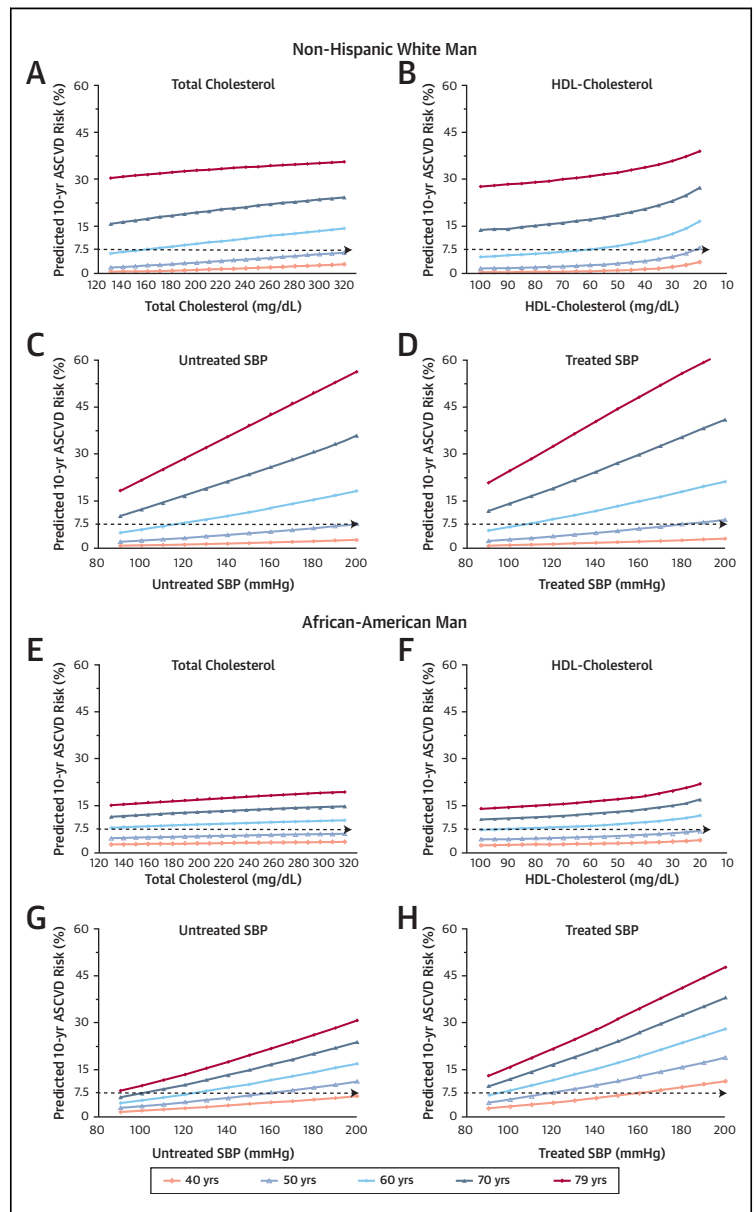 Non-Hispanic White Man
A
Total Cholesterol
Predicted 10-yr ASCVD Risk (%)
60
45
30
15
7.5
0
120 140 160 180 200 220 240 260 280 300 320
Total Cholesterol (mg/dL)
B
HDL-Cholesterol
Predicted 10-yr ASCVD Risk (%)
60
45
30
15
7.5
0
100 90 80 70 60 50 40 30 20 10
HDL-Cholesterol (mg/dL)
C
Untreated SBP
Predicted 10-yr ASCVD Risk (%)
60
45
30
15
7.5
0
80 100 120 140 160 180 200
Untreated SBP (mmHg)
D
Treated SBP
Predicted 10-yr ASCVD Risk (%)
60
45
30
15
7.5
0
80 100 120 140 160 180 200
Treated SBP (mmHg)
African-American Man
E
Total Cholesterol
Predicted 10-yr ASCVD Risk (%)
60
45
30
15
7.5
0
120 140 160 180 200 220 240 260 280 300 320
Total Cholesterol (mg/dL)
F
HDL-Cholesterol
Predicted 10-yr ASCVD Risk (%)
60
45
30
15
7.5
0
100 90 80 70 60 50 40 30 20 10
HDL-Cholesterol (mg/dL)
G
Untreated SBP
Predicted 10-yr ASCVD Risk (%)
60
45
30
15
7.5
0
80 100 120 140 160 180 200
Untreated SBP (mmHg)
H
Treated SBP
Predicted 10-yr ASCVD Risk (%)
60
45
30
15
7.5
0
80 100 120 140 160 180 200
Treated SBP (mmHg)
40 yrs 50 yrs 60 yrs 70 yrs 79 yrs